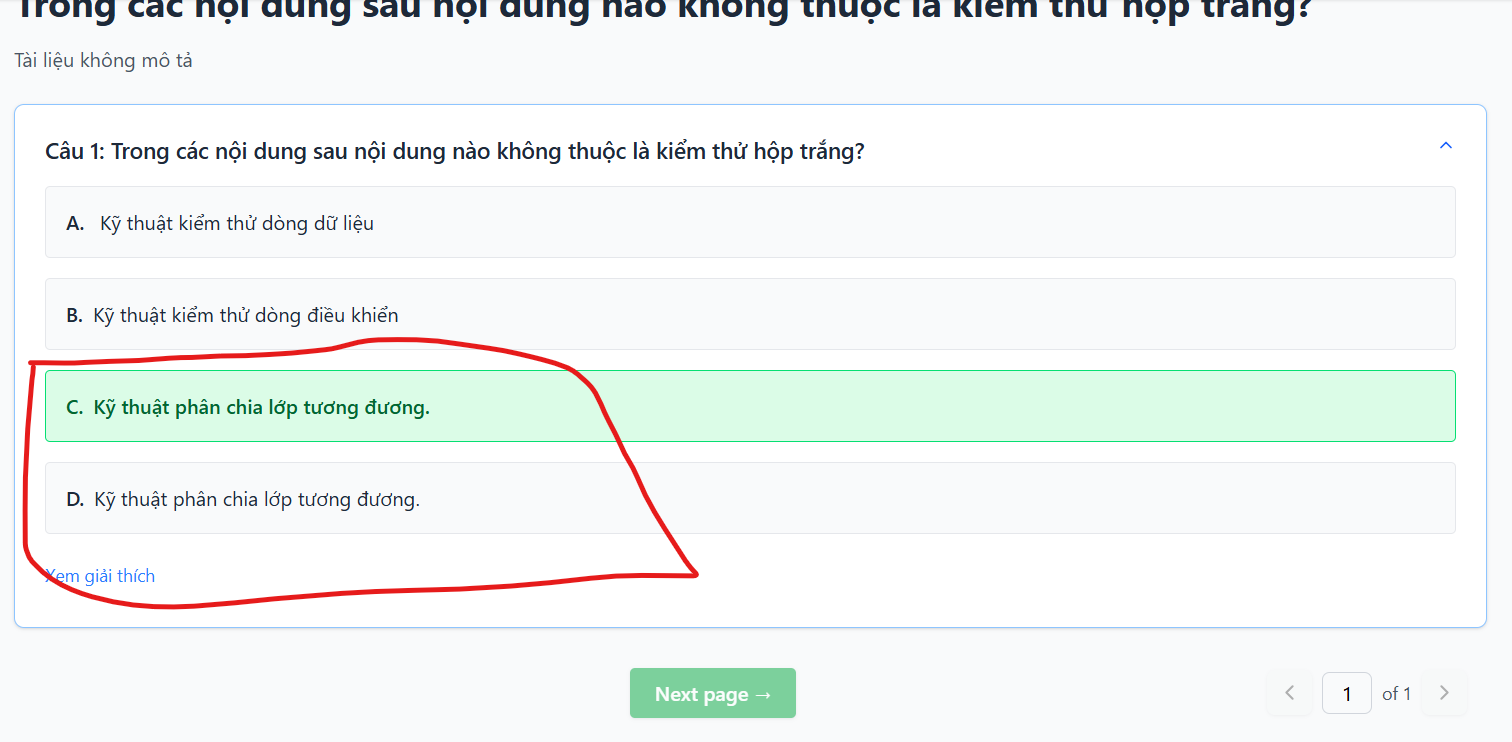 Trong các nội dung sau nội dung nào không thuộc là kiểm thử hộp trắng?
Tài liệu không mô tả
Câu 1: Trong các nội dung sau nội dung nào không thuộc là kiểm thử hộp trắng?
A. Kỹ thuật kiểm thử dòng dữ liệu
B. Kỹ thuật kiểm thử dòng điều khiển
C. Kỹ thuật phân chia lớp tương đương.
D. Kỹ thuật phân chia lớp tương đương.
Xem giải thích
Next page →
1 of 1